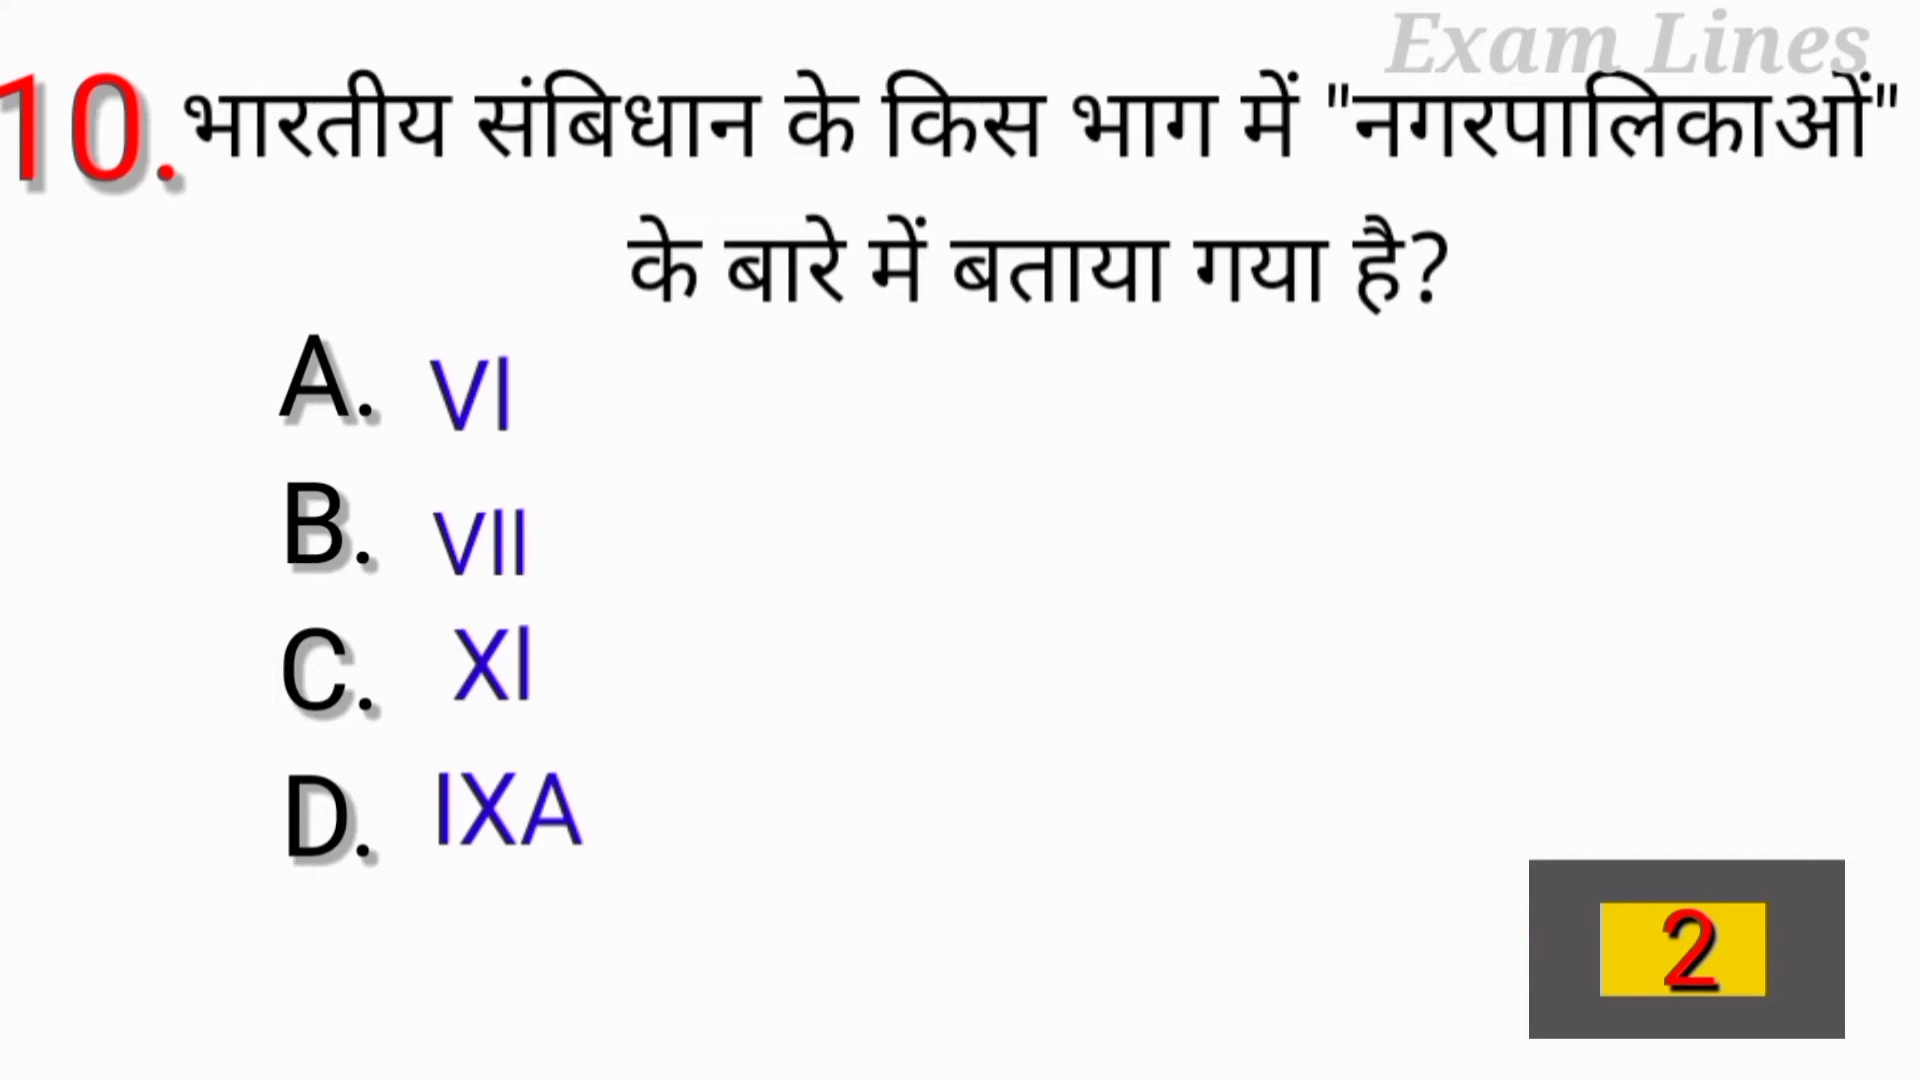 Exam Lines
10. भारतीय संबिधान के किस भाग में "नगरपालिकाओं"
के बारे में बताया गया है?
A. VI
B. VII
C. XI
D. IXA
2